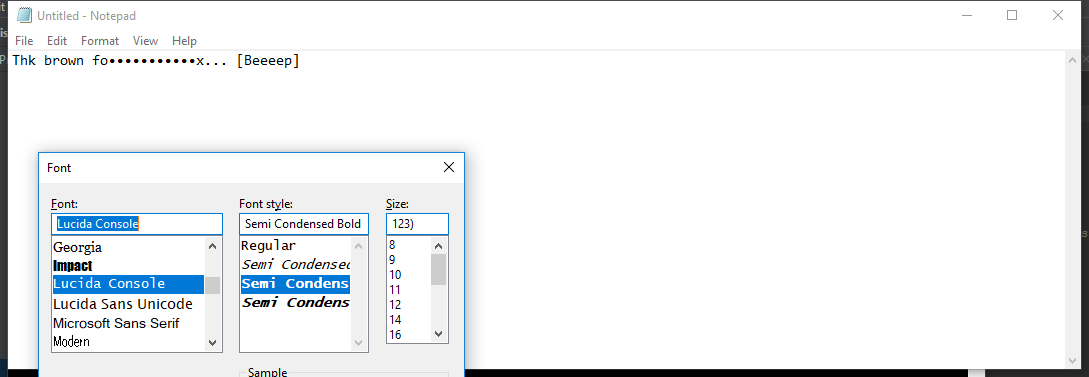 Untitled - Notepad
File Edit Format View Help
Thk brown fo•••••••••••x... [Beeeep]
Font
Font: Font style: Size:
Lucida Console Semi Condensed Bold 123)
Georgia
Impact
Lucida Console
Lucida Sans Unicode
Microsoft Sans Serif
Modern
Regular
Semi Condensed
Semi Condens
Semi Condens
8
9
10
11
12
14
16
Sample